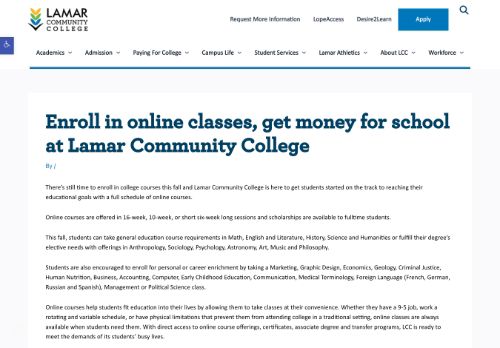 LAMAR
COMMUNITY
COLLEGE
Request More Information LopeAccess Desire2Learn Apply
Academics Admission Paying For College Campus Life Student Services Lamar Athletics About LCC Workforce
Enroll in online classes, get money for school
at Lamar Community College
By /
There's still time to enroll in college courses this fall and Lamar Community College is here to get students started on the track to reaching their
educational goals with a full schedule of online courses.
Online courses are offered in 16-week, 10-week, or short six-week long sessions and scholarships are available to fulltime students.
This fall, students can take general education course requirements in Math, English and Literature, History, Science and Humanities or fulfill their degree's
elective needs with offerings in Anthropology, Sociology, Psychology, Astronomy, Art, Music and Philosophy.
Students are also encouraged to enroll for personal or career enrichment by taking a Marketing, Graphic Design, Economics, Geology, Criminal Justice,
Human Nutrition, Business, Accounting, Computer, Early Childhood Education, Communication, Medical Terminology, Foreign Language (French, German,
Russian and Spanish), Management or Political Science class.
Online courses help students fit education into their lives by allowing them to take classes at their convenience. Whether they have a 9-5 job, work a
rotating and variable schedule, or have physical limitations that prevent them from attending college in a traditional setting, online classes are always
available when students need them. With direct access to online course offerings, certificates, associate degree and transfer programs, LCC is ready to
meet the demands of its students' busy lives.